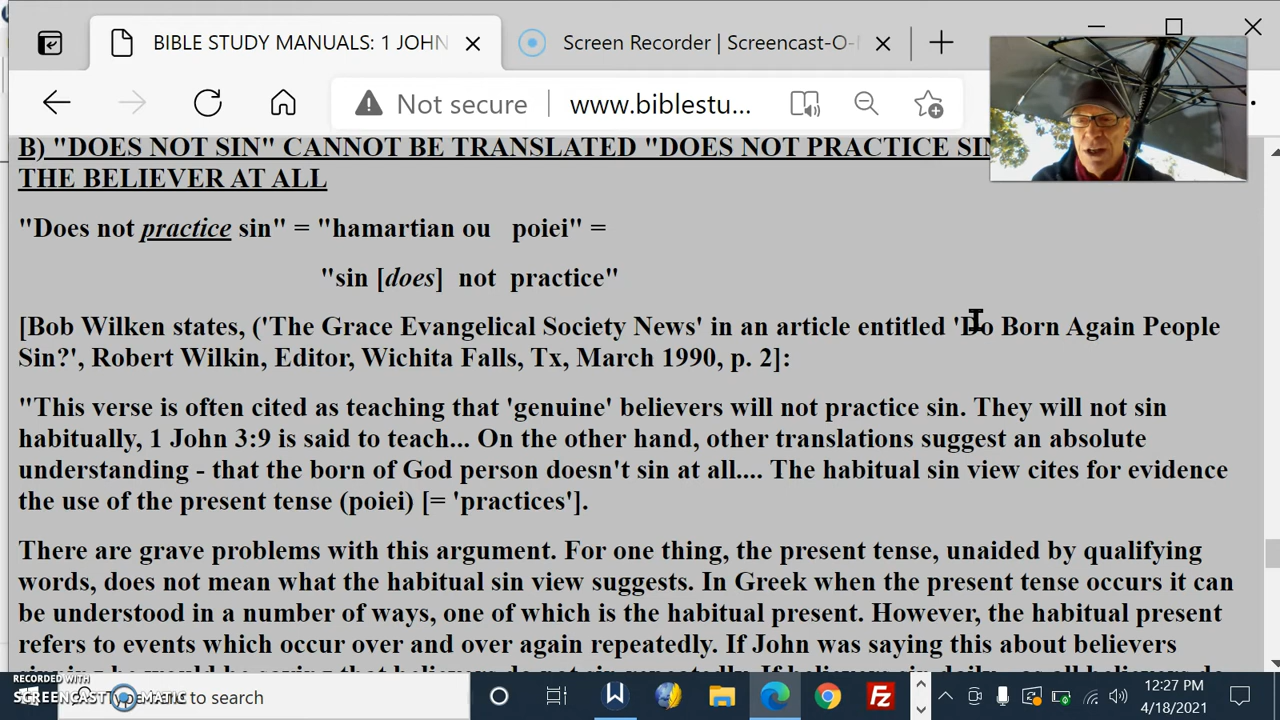 BIBLE STUDY MANUALS: 1 JOHN
Screen Recorder | Screencast-O-
Not secure
www.biblestu...
B) "DOES NOT SIN" CANNOT BE TRANSLATED "DOES NOT PRACTICE SIN
THE BELIEVER AT ALL
"Does not practice sin" = "hamartian ou poiei" =
"sin [does] not practice"
[Bob Wilken states, ('The Grace Evangelical Society News' in an article entitled 'Do Born Again People
Sin?', Robert Wilkin, Editor, Wichita Falls, Tx, March 1990, p. 2]:
"This verse is often cited as teaching that 'genuine' believers will not practice sin. They will not sin
habitually, 1 John 3:9 is said to teach... On the other hand, other translations suggest an absolute
understanding - that the born of God person doesn't sin at all.... The habitual sin view cites for evidence
the use of the present tense (poiei) [= 'practices'].
There are grave problems with this argument. For one thing, the present tense, unaided by qualifying
words, does not mean what the habitual sin view suggests. In Greek when the present tense occurs it can
be understood in a number of ways, one of which is the habitual present. However, the habitual present
refers to events which occur over and over again repeatedly. If John was saying this about believers
RECORDED WITH
SCREENCAST-O-MATIC
Type here to search
12:27 PM
4/18/2021